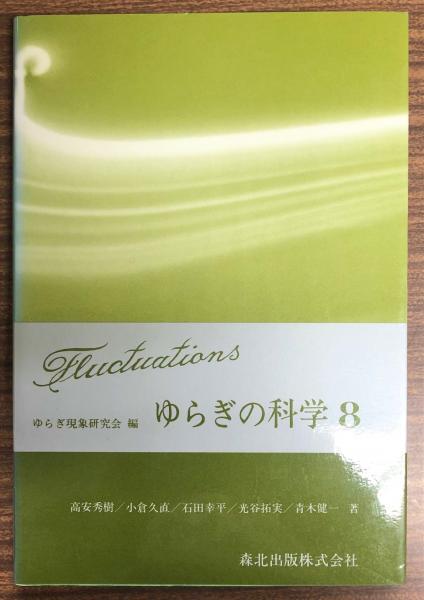 Fluctuations
ゆらぎ現象研究会 編 ゆらぎの科学 8
高安秀樹／小倉久直／石田幸平／光谷拓実／青木健一 著
森北出版株式会社